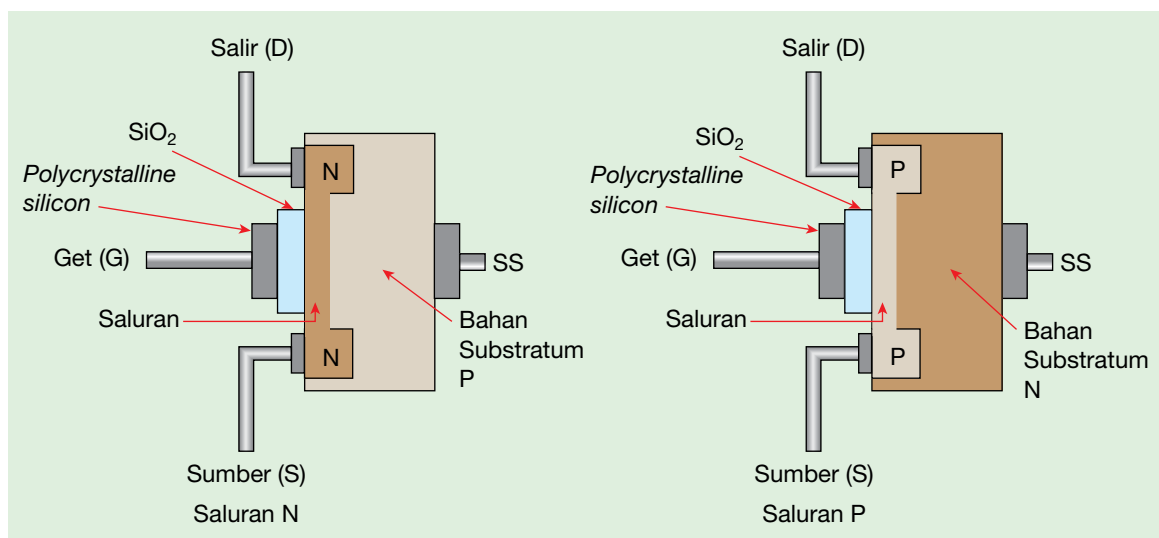 Salir (D)
SiO₂
N
Polycrystalline
silicon
Get (G)
SS
Saluran
N
Bahan
Substratum
P
Sumber (S)
Saluran N
Salir (D)
SiO₂
P
Polycrystalline
silicon
Get (G)
SS
Saluran
P
Bahan
Substratum
N
Sumber (S)
Saluran P